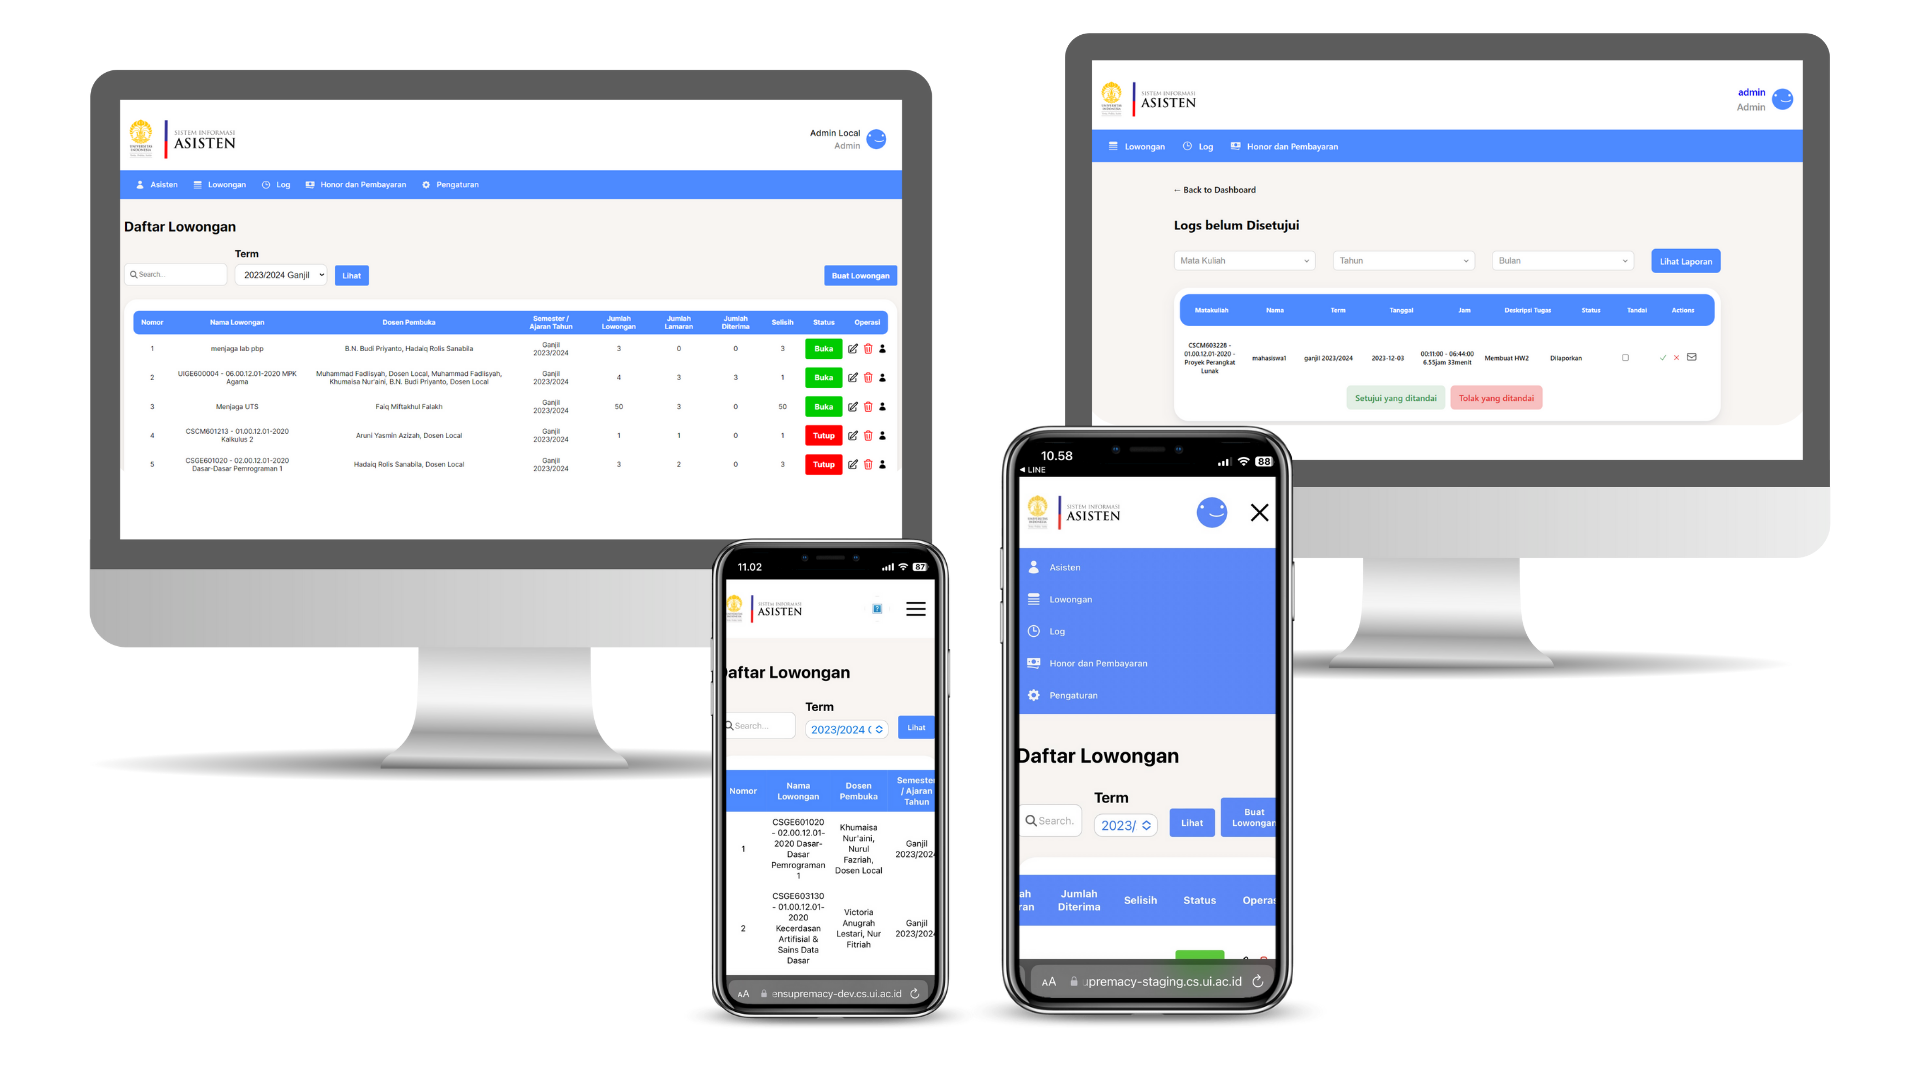 UNIVERSITAS
INDONESIA
SISTEM INFORMASI
ASISTEN
Admin Local
Admin
Asisten
Lowongan
Log
Honor dan Pembayaran
Pengaturan
Daftar Lowongan
Term
Search...
2023/2024 Ganjil
Lihat
Buat Lowongan
Nomor
Nama Lowongan
Dosen Pembuka
Semester /
Ajaran Tahun
Jumlah
Lowongan
Jumlah
Lamaran
Jumlah
Diterima
Selisih
Status
Operasi
1
menjaga lab pbp
B.N. Budi Priyanto, Hadaiq Rolis Sanabila
Ganjil
2023/2024
3
0
0
3
Buka
2
UIGE600004 - 06.00.12.01-2020 MPK
Agama
Muhammad Fadlisyah, Dosen Local, Muhammad Fadlisyah,
Khumaisa Nur'aini, B.N. Budi Priyanto, Dosen Local
Ganjil
2023/2024
4
3
3
1
Buka
3
Menjaga UTS
Faiq Miftakhul Falakh
Ganjil
2023/2024
50
3
0
50
Buka
4
CSCM601213 - 01.00.12.01-2020
Kalkulus 2
Aruni Yasmin Azizah, Dosen Local
Ganjil
2023/2024
1
1
0
1
Tutup
5
CSGE601020 - 02.00.12.01-2020
Dasar-Dasar Pemrograman 1
Hadaiq Rolis Sanabila, Dosen Local
Ganjil
2023/2024
3
2
0
3
Tutup
SISTEM INFORMASI
ASISTEN
admin
Admin
Lowongan
Log
Honor dan Pembayaran
← Back to Dashboard
Logs belum Disetujui
Mata Kuliah
Tahun
Bulan
Lihat Laporan
Matakuliah
Nama
Term
Tanggal
Jam
Deskripsi Tugas
Status
Tandai
Actions
CSCM603228 -
01.00.12.01-2020 -
Proyek Perangkat
Lunak
mahasiswa1
ganjil 2023/2024
2023-12-03
00:11:00 - 06:44:00
6.55jam 33menit
Membuat HW2
Dilaporkan
Setujui yang ditandai
Tolak yang ditandai
11.02
87
SISTEM INFORMASI
ASISTEN
?
aftar Lowongan
Term
Search...
2023/2024 (
Lihat
Nomor
Nama
Lowongan
Dosen
Pembuka
Semester
/ Ajaran
Tahun
1
CSGE601020
- 02.00.12.01-
2020 Dasar-
Dasar
Pemrograman
1
Khumaisa
Nur'aini,
Nurul
Fazriah,
Dosen Local
Ganjil
2023/202
2
CSGE603130
- 01.00.12.01-
2020
Kecerdasan
Artifisial &
Sains Data
Dasar
Victoria
Anugrah
Lestari, Nur
Fitriah
Ganjil
2023/202
AA
ensupremacy-dev.cs.ui.ac.id
10.58
88
◀ LINE
SISTEM INFORMASI
ASISTEN
Asisten
Lowongan
Log
Honor dan Pembayaran
Pengaturan
Daftar Lowongan
Term
Search.
2023/
Lihat
Buat
Lowongan
ah
ran
Jumlah
Diterima
Selisih
Status
Operas
AA
upremacy-staging.cs.ui.ac.id